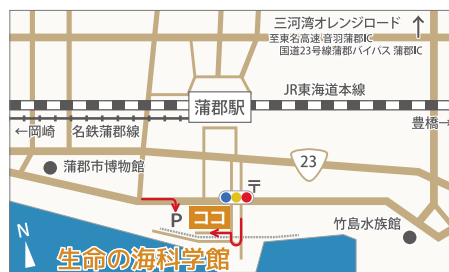 三河湾オレンジロード
至東名高速 音羽蒲郡IC
国道23号線蒲郡バイパス 蒲郡IC
JR東海道本線
蒲郡駅
←岡崎
名鉄蒲郡線
豊橋→
23
蒲郡市博物館
〒
P
ココ
竹島水族館
N
生命の海科学館